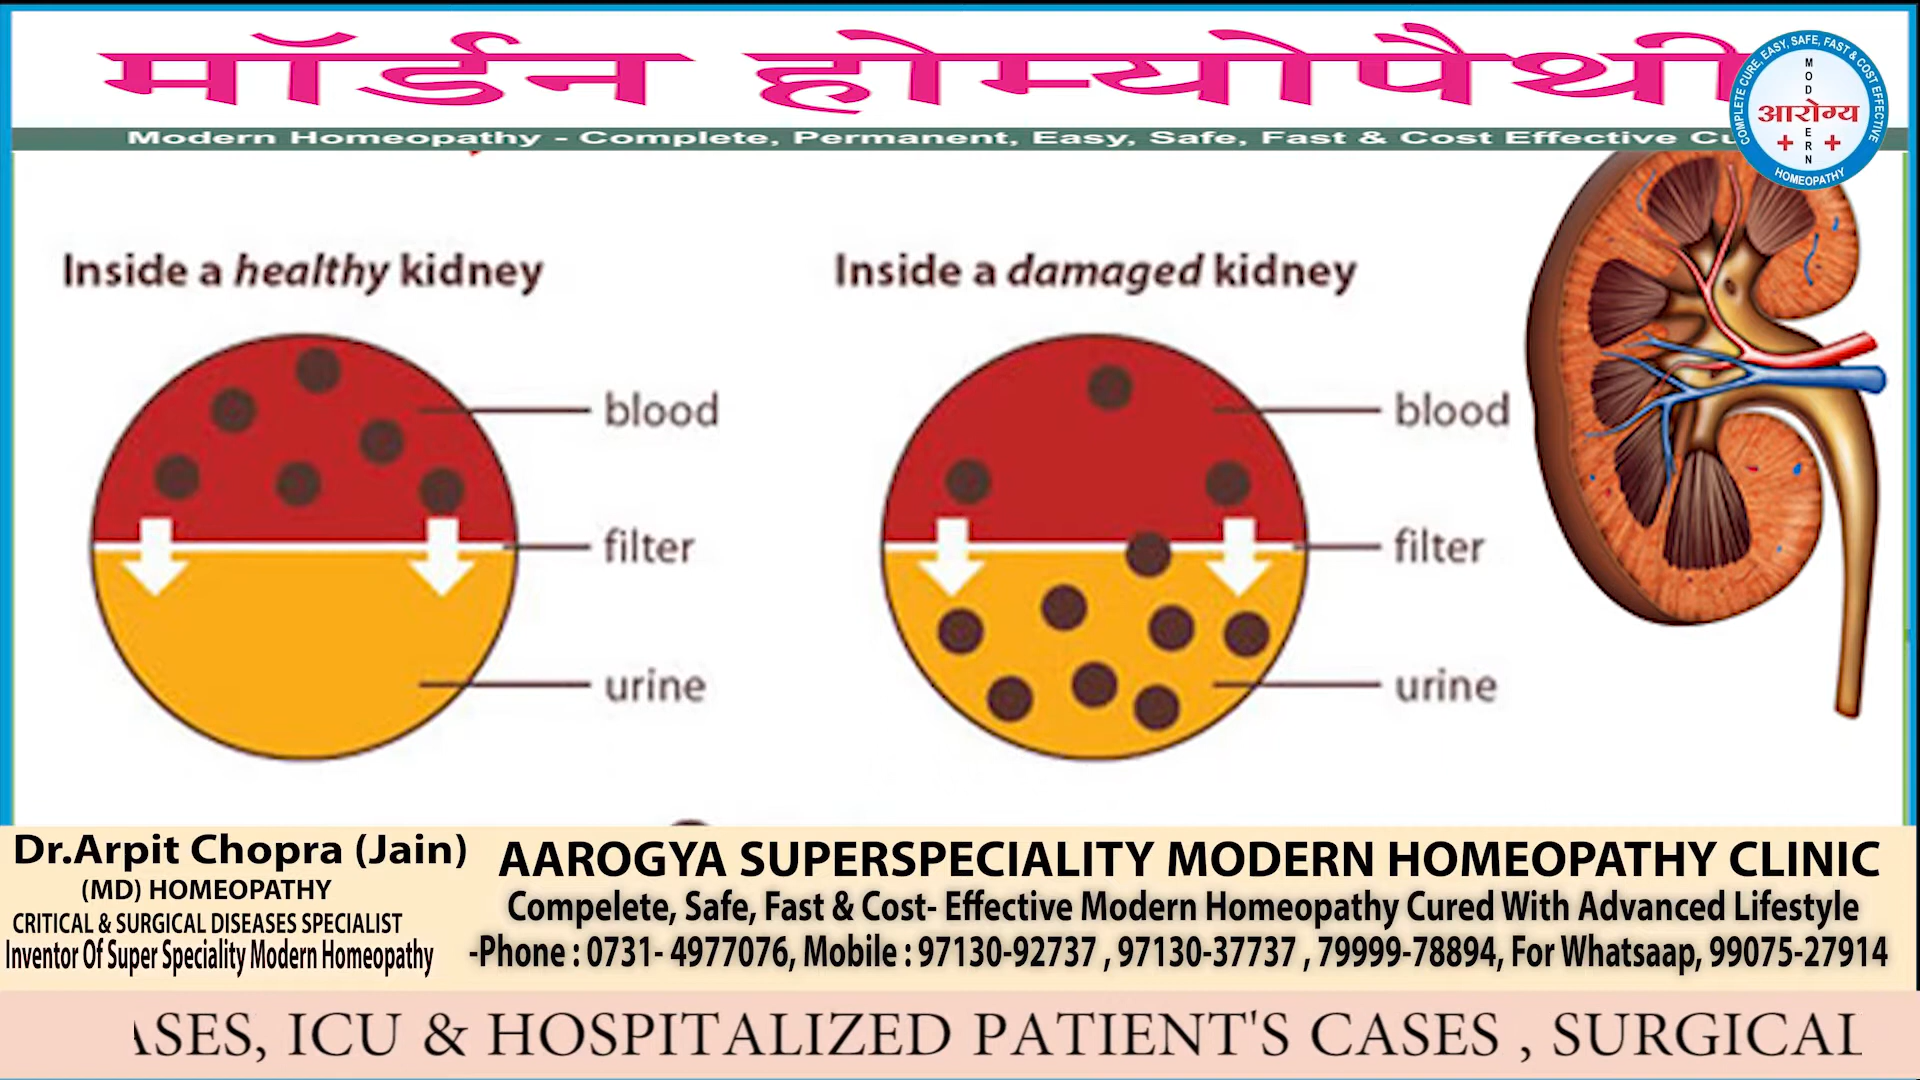 मॉर्डन होम्योपैथी
Modern Homeopathy - Complete, Permanent, Easy, Safe, Fast & Cost Effective Cu
COMPLETE CURE, EASY, SAFE, FAST & COST EFFECTIVE
MODERN
आरोग्य
HOMEOPATHY
Inside a healthy kidney
blood
filter
urine
Inside a damaged kidney
blood
filter
urine
Dr.Arpit Chopra (Jain)
(MD) HOMEOPATHY
CRITICAL & SURGICAL DISEASES SPECIALIST
Inventor Of Super Speciality Modern Homeopathy
AAROGYA SUPERSPECIALITY MODERN HOMEOPATHY CLINIC
Compelete, Safe, Fast & Cost- Effective Modern Homeopathy Cured With Advanced Lifestyle
-Phone : 0731- 4977076, Mobile : 97130-92737 , 97130-37737 , 79999-78894, For Whatsaap, 99075-27914
ASES, ICU & HOSPITALIZED PATIENT'S CASES , SURGICAL